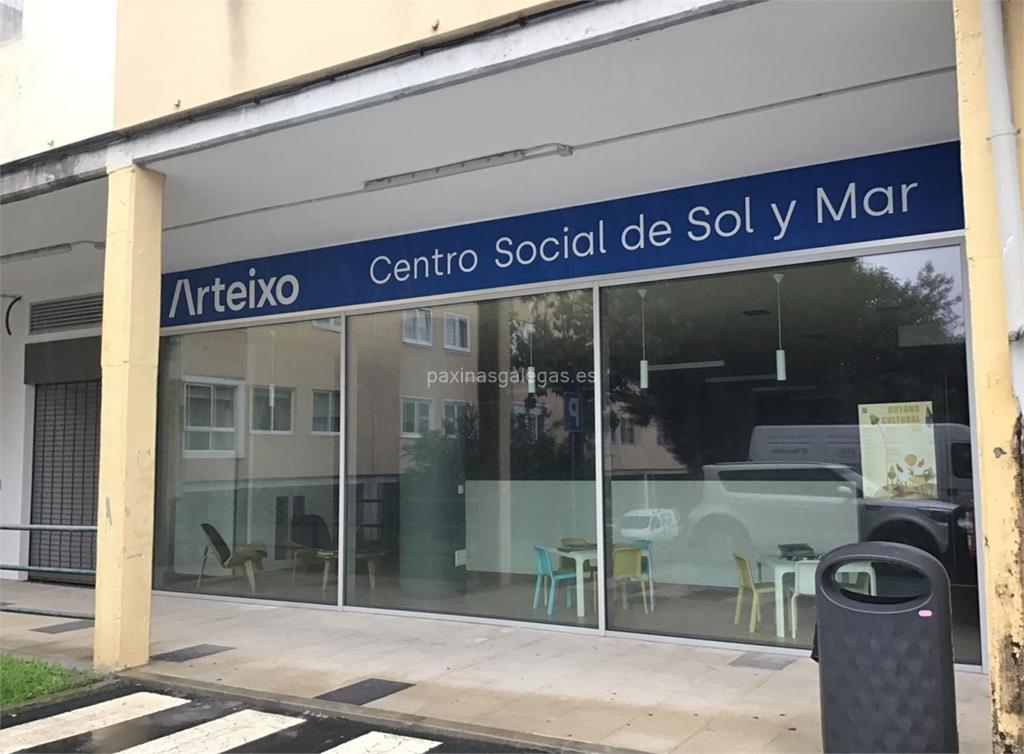 Arteixo Centro Social de Sol y Mar
paxinasgalegas.es
P
OUTONO
CULTURAL